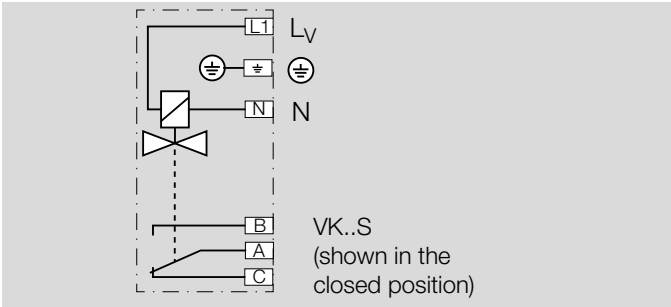 L1 LV
N N
B VK..S
A (shown in the
C closed position)